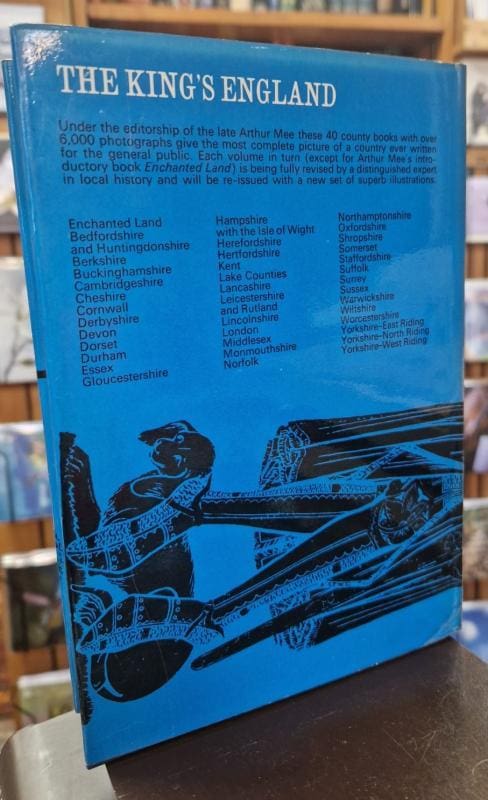 THE KING'S ENGLAND
Under the editorship of the late Arthur Mee these 40 county books with over
6,000 photographs give the most complete picture of a country ever written
for the general public. Each volume in turn (except for Arthur Mee's intro-
ductory book Enchanted Land) is being fully revised by a distinguished expert
in local history and will be re-issued with a new set of superb illustrations.
Enchanted Land
Bedfordshire
and Huntingdonshire
Berkshire
Buckinghamshire
Cambridgeshire
Cheshire
Cornwall
Derbyshire
Devon
Dorset
Durham
Essex
Gloucestershire
Hampshire
with the Isle of Wight
Herefordshire
Hertfordshire
Kent
Lake Counties
Lancashire
Leicestershire
and Rutland
Lincolnshire
London
Middlesex
Monmouthshire
Norfolk
Northamptonshire
Oxfordshire
Shropshire
Somerset
Staffordshire
Suffolk
Surrey
Sussex
Warwickshire
Wiltshire
Worcestershire
Yorkshire–East Riding
Yorkshire–North Riding
Yorkshire–West Riding